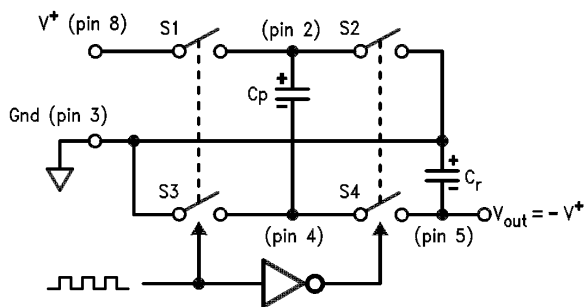 V+ (pin 8)
S1
(pin 2)
S2
+
Cp
-
Gnd (pin 3)
+
Cr
-
S3
S4
(pin 4)
(pin 5)
Vout = - V+